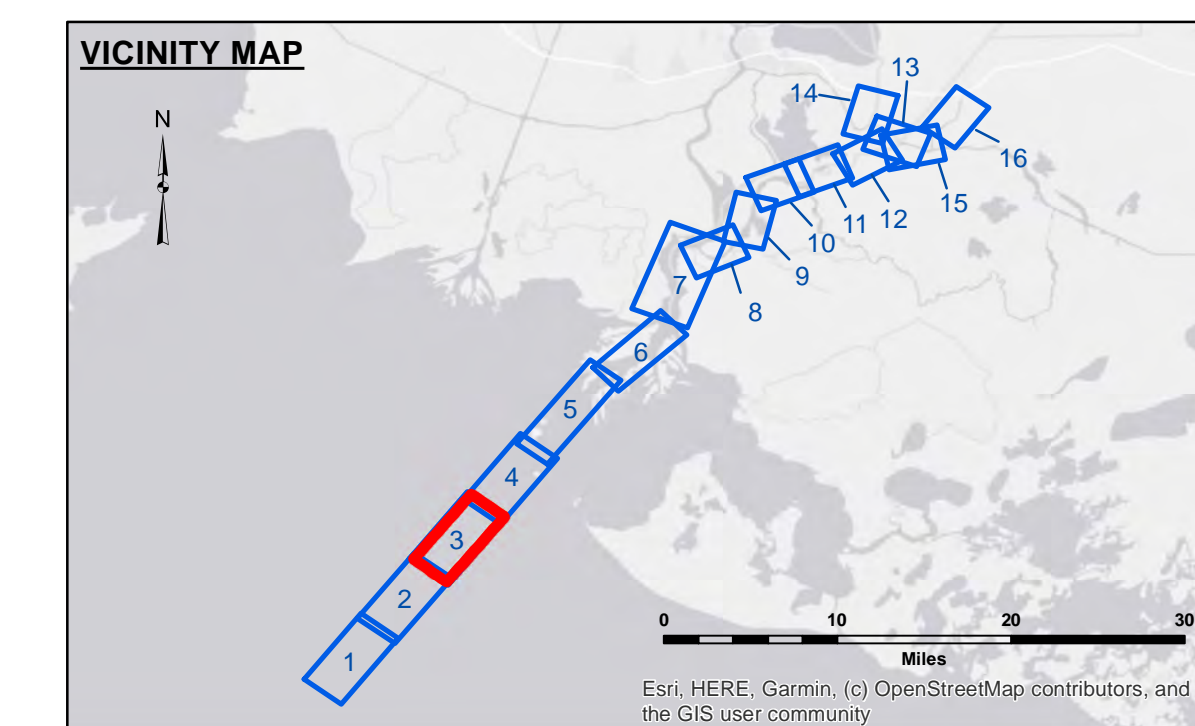 VICINITY MAP
N
13
14
16
15
12
11
10
9
8
7
6
5
4
3
2
1
0 10 20 30
Miles
Esri, HERE, Garmin, (c) OpenStreetMap contributors, and
the GIS user community